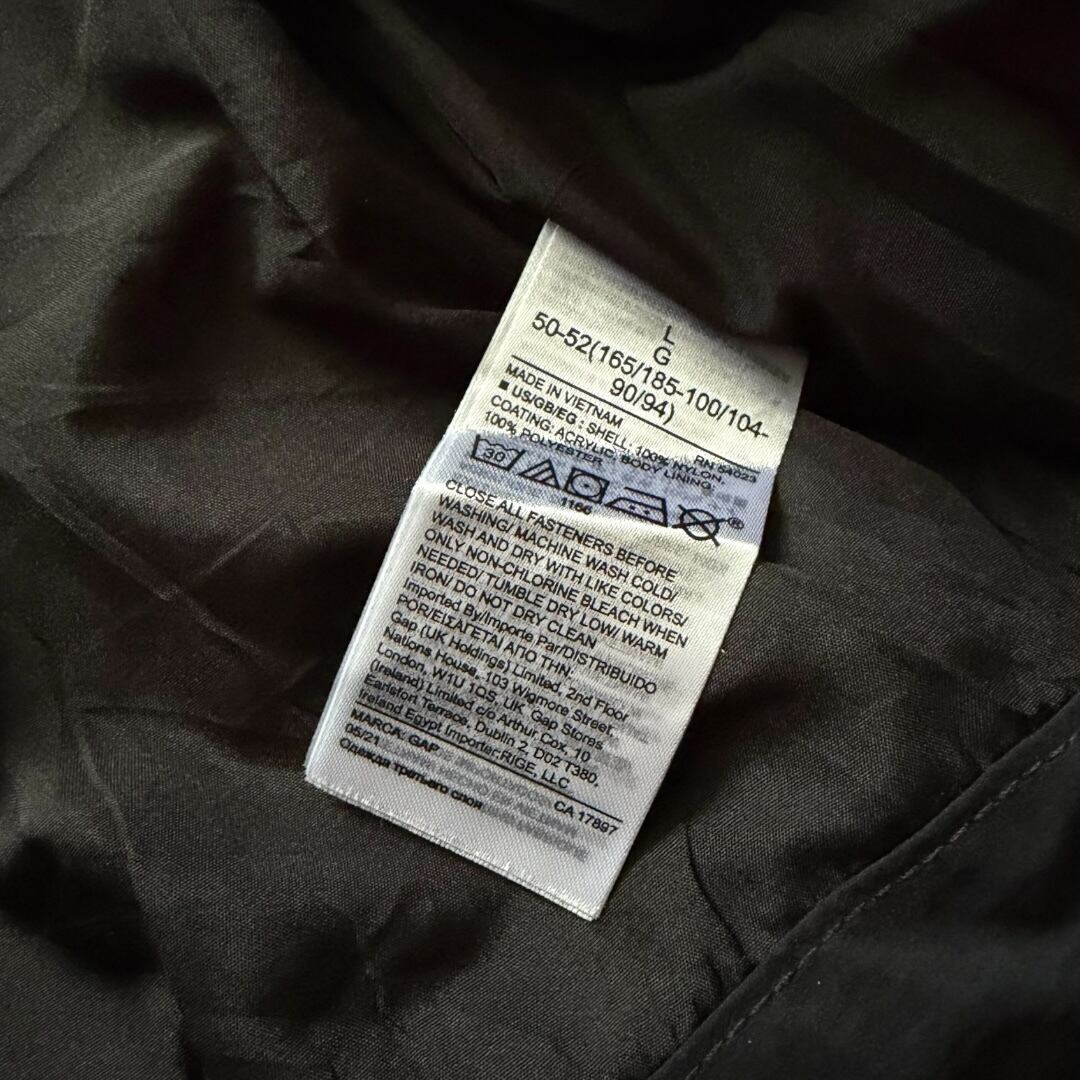 L
G
50-52(165/185-100/104-
90/94)
RN 54023
MADE IN VIETNAM
■ US/GB/EG : SHELL: 100% NYLON,
COATING: ACRYLIC, BODY LINING:
100% POLYESTER
30
1166
®
CLOSE ALL FASTENERS BEFORE
WASHING/ MACHINE WASH COLD/
WASH AND DRY WITH LIKE COLORS/
ONLY NON-CHLORINE BLEACH WHEN
NEEDED/ TUMBLE DRY LOW/ WARM
IRON/ DO NOT DRY CLEAN
Imported By/Importé Par/DISTRIBUIDO
POR/ΕΙΣΑΓΕΤΑΙ ΑΠΟ ΤΗΝ:
Gap (UK Holdings) Limited, 2nd Floor
Nations House, 103 Wigmore Street,
London, W1U 1QS, UK, Gap Stores
(Ireland) Limited c/o Arthur Cox, 10
Earlsfort Terrace, Dublin 2, D02 T380,
Ireland Egypt Importer:RIGE, LLC
MARCA: GAP
CA 17897
05/21
Одежда третьего слоя